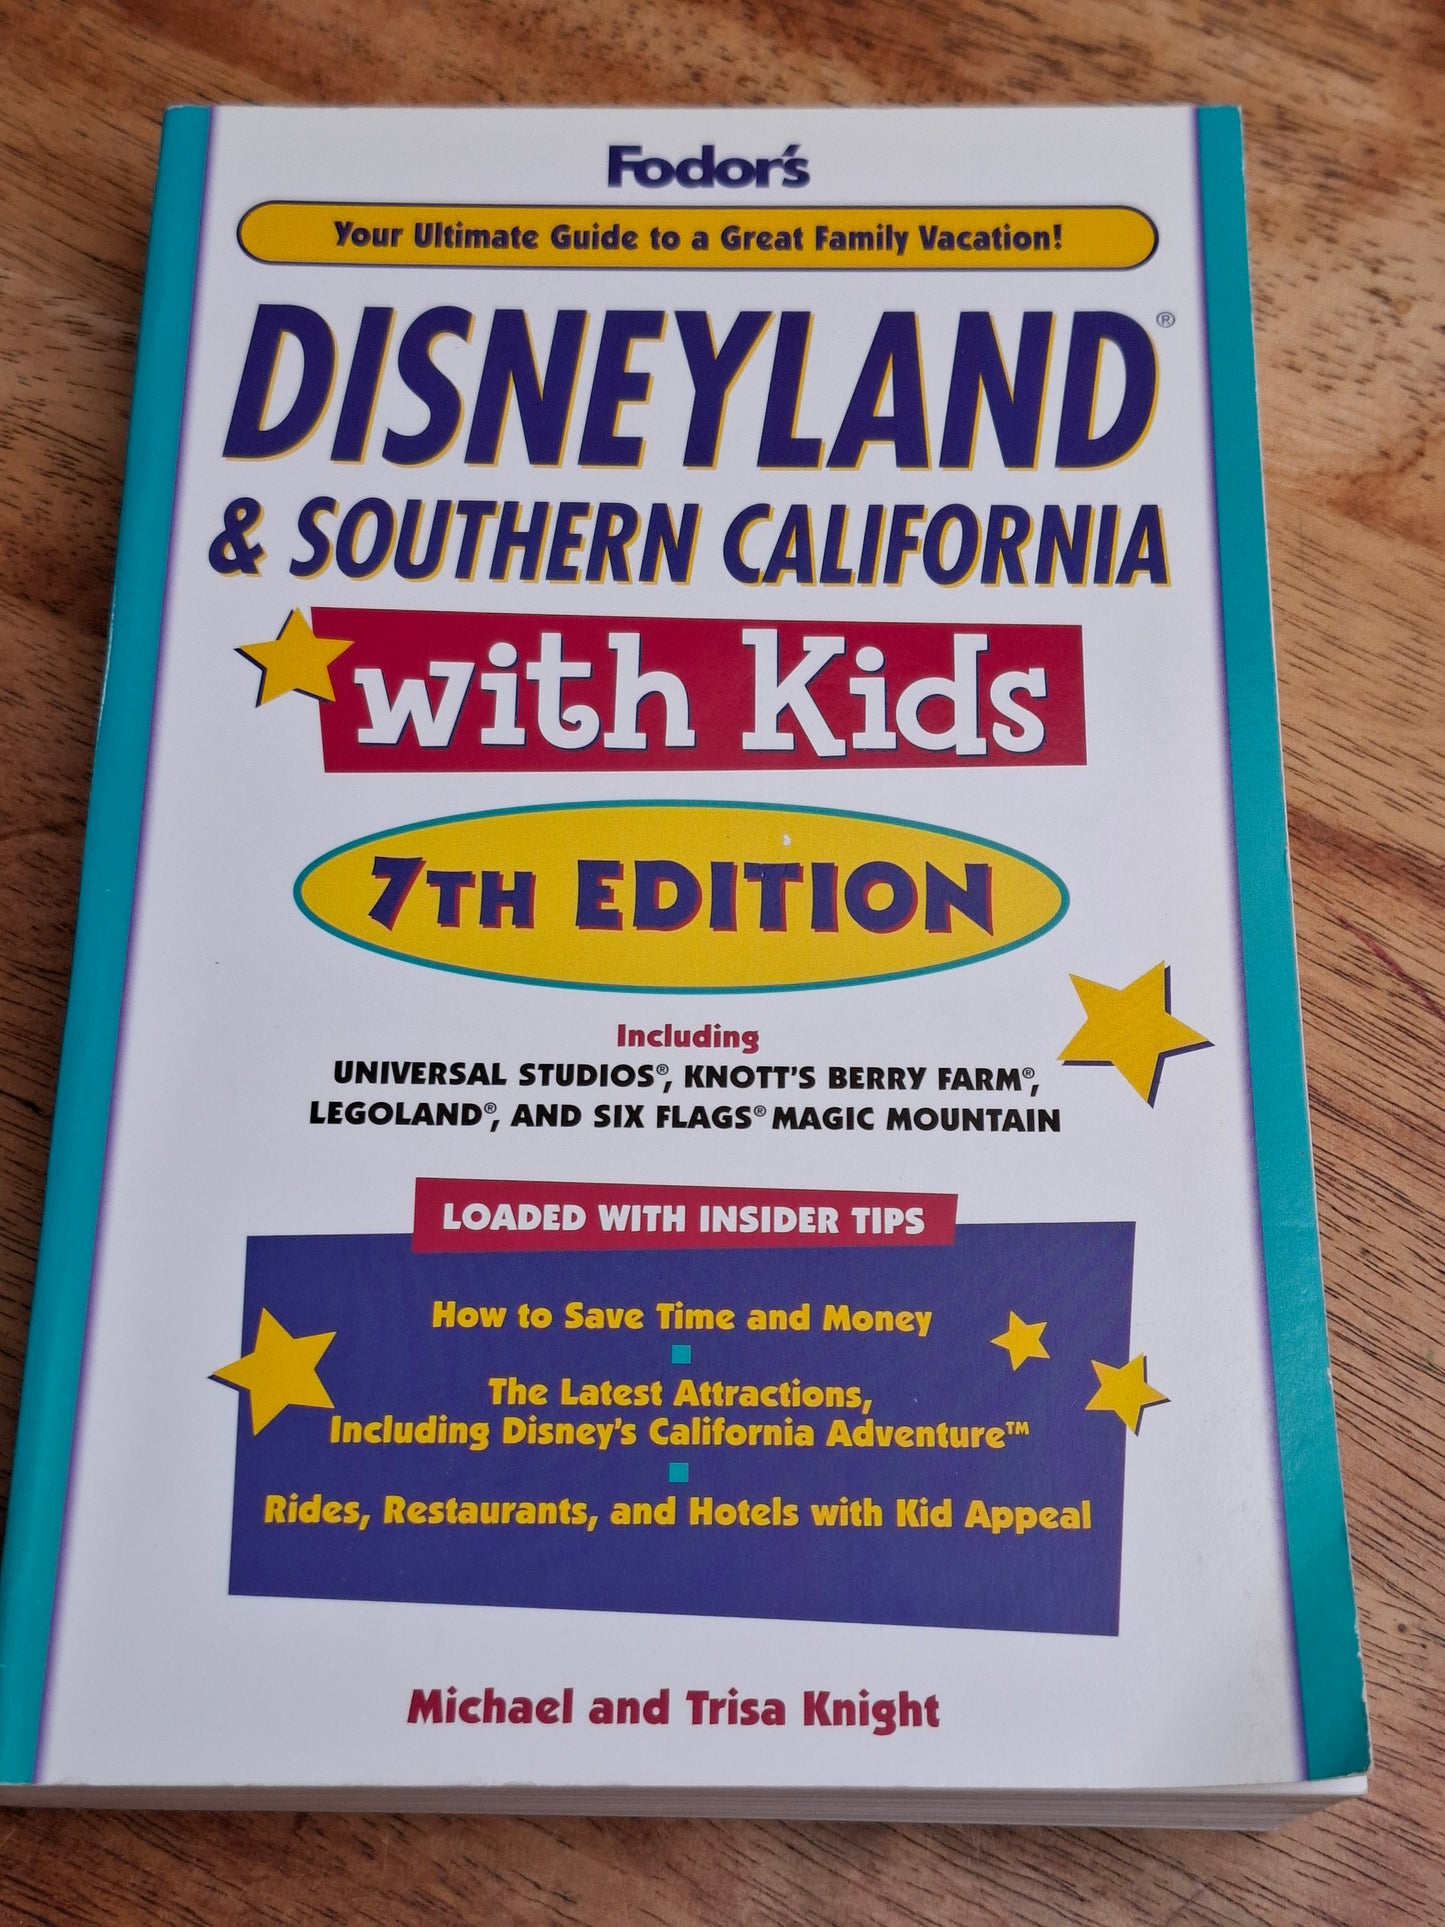 Fodor's
Your Ultimate Guide to a Great Family Vacation!
DISNEYLAND®
& SOUTHERN CALIFORNIA
with Kids
7TH EDITION
Including
UNIVERSAL STUDIOS®, KNOTT'S BERRY FARM®,
LEGOLAND®, AND SIX FLAGS® MAGIC MOUNTAIN
LOADED WITH INSIDER TIPS
How to Save Time and Money
The Latest Attractions,
Including Disney's California Adventure™
Rides, Restaurants, and Hotels with Kid Appeal
Michael and Trisa Knight